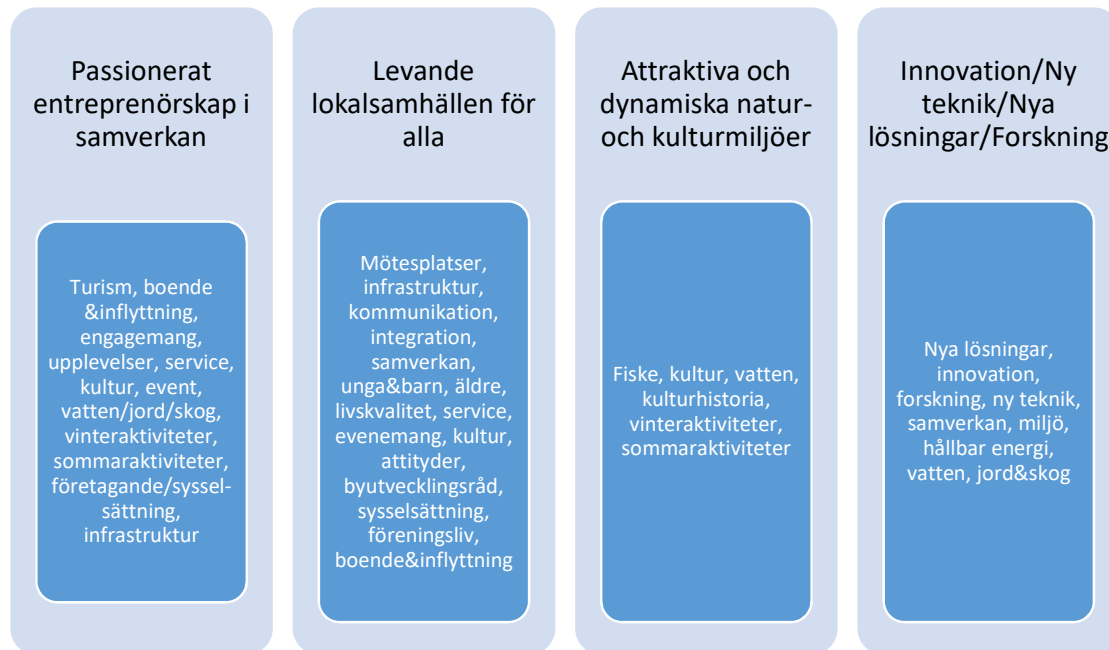 Passionerat
entreprenörskap i
samverkan
Turism, boende
&inflyttning,
engagemang,
upplevelser, service,
kultur, event,
vatten/jord/skog,
vinteraktiviteter,
sommaraktiviteter,
företagande/syssel-
sättning,
infrastruktur
Levande
lokalsamhällen för
alla
Mötesplatser,
infrastruktur,
kommunikation,
integration,
samverkan,
unga&barn, äldre,
livskvalitet, service,
evenemang, kultur,
attityder,
byutvecklingsråd,
sysselsättning,
föreningsliv,
boende&inflyttning
Attraktiva och
dynamiska natur-
och kulturmiljöer
Fiske, kultur, vatten,
kulturhistoria,
vinteraktiviteter,
sommaraktiviteter
Innovation/Ny
teknik/Nya
lösningar/Forskning
Nya lösningar,
innovation,
forskning, ny teknik,
samverkan, miljö,
hållbar energi,
vatten, jord&skog